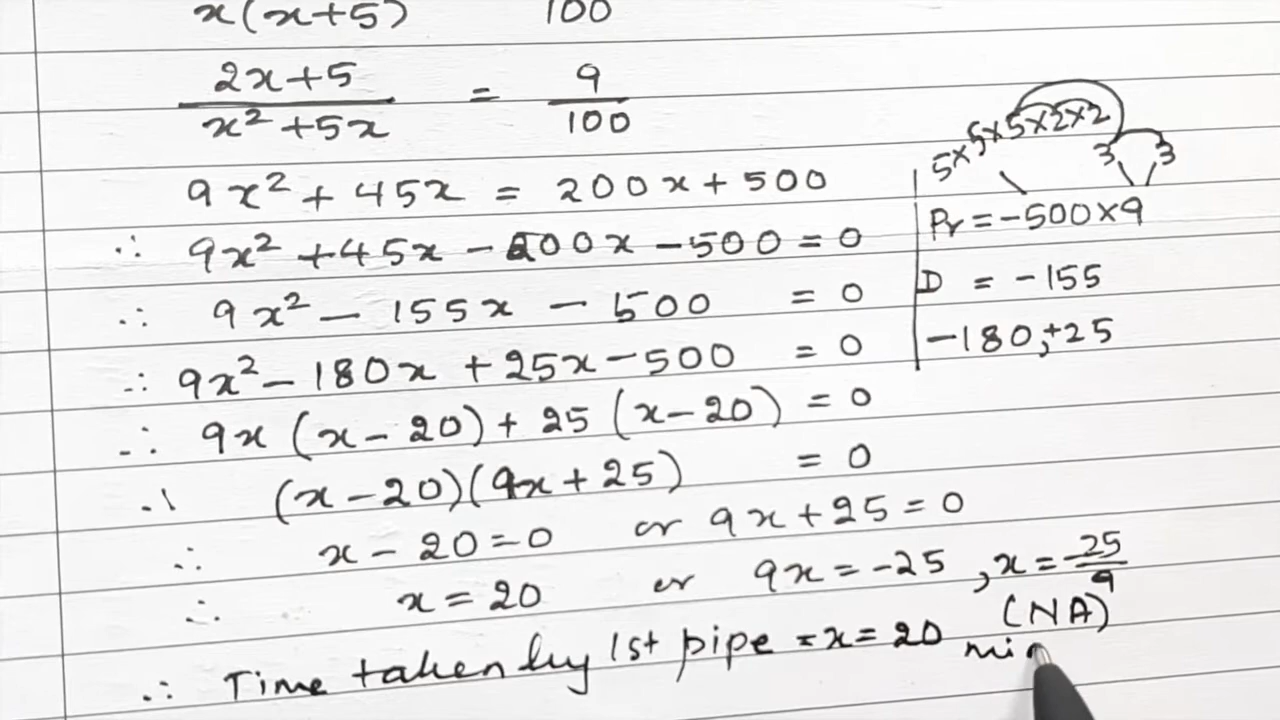 x(x+5) 100
2x+5 = 9
x²+5x 100
9x² + 45x = 200x + 500
∴ 9x² + 45x - 200x - 500 = 0
∴ 9x² - 155x - 500 = 0
∴ 9x² - 180x + 25x - 500 = 0
∴ 9x (x - 20) + 25 (x - 20) = 0
∴ (x - 20)(9x + 25) = 0
∴ x - 20 = 0 or 9x + 25 = 0
∴ x = 20 or 9x = -25 , x = -25/9
(NA)
∴ Time taken by 1st pipe = x = 20 min
5×5×5×2×2 3 3
Pr = -500×9
D = -155
-180, +25